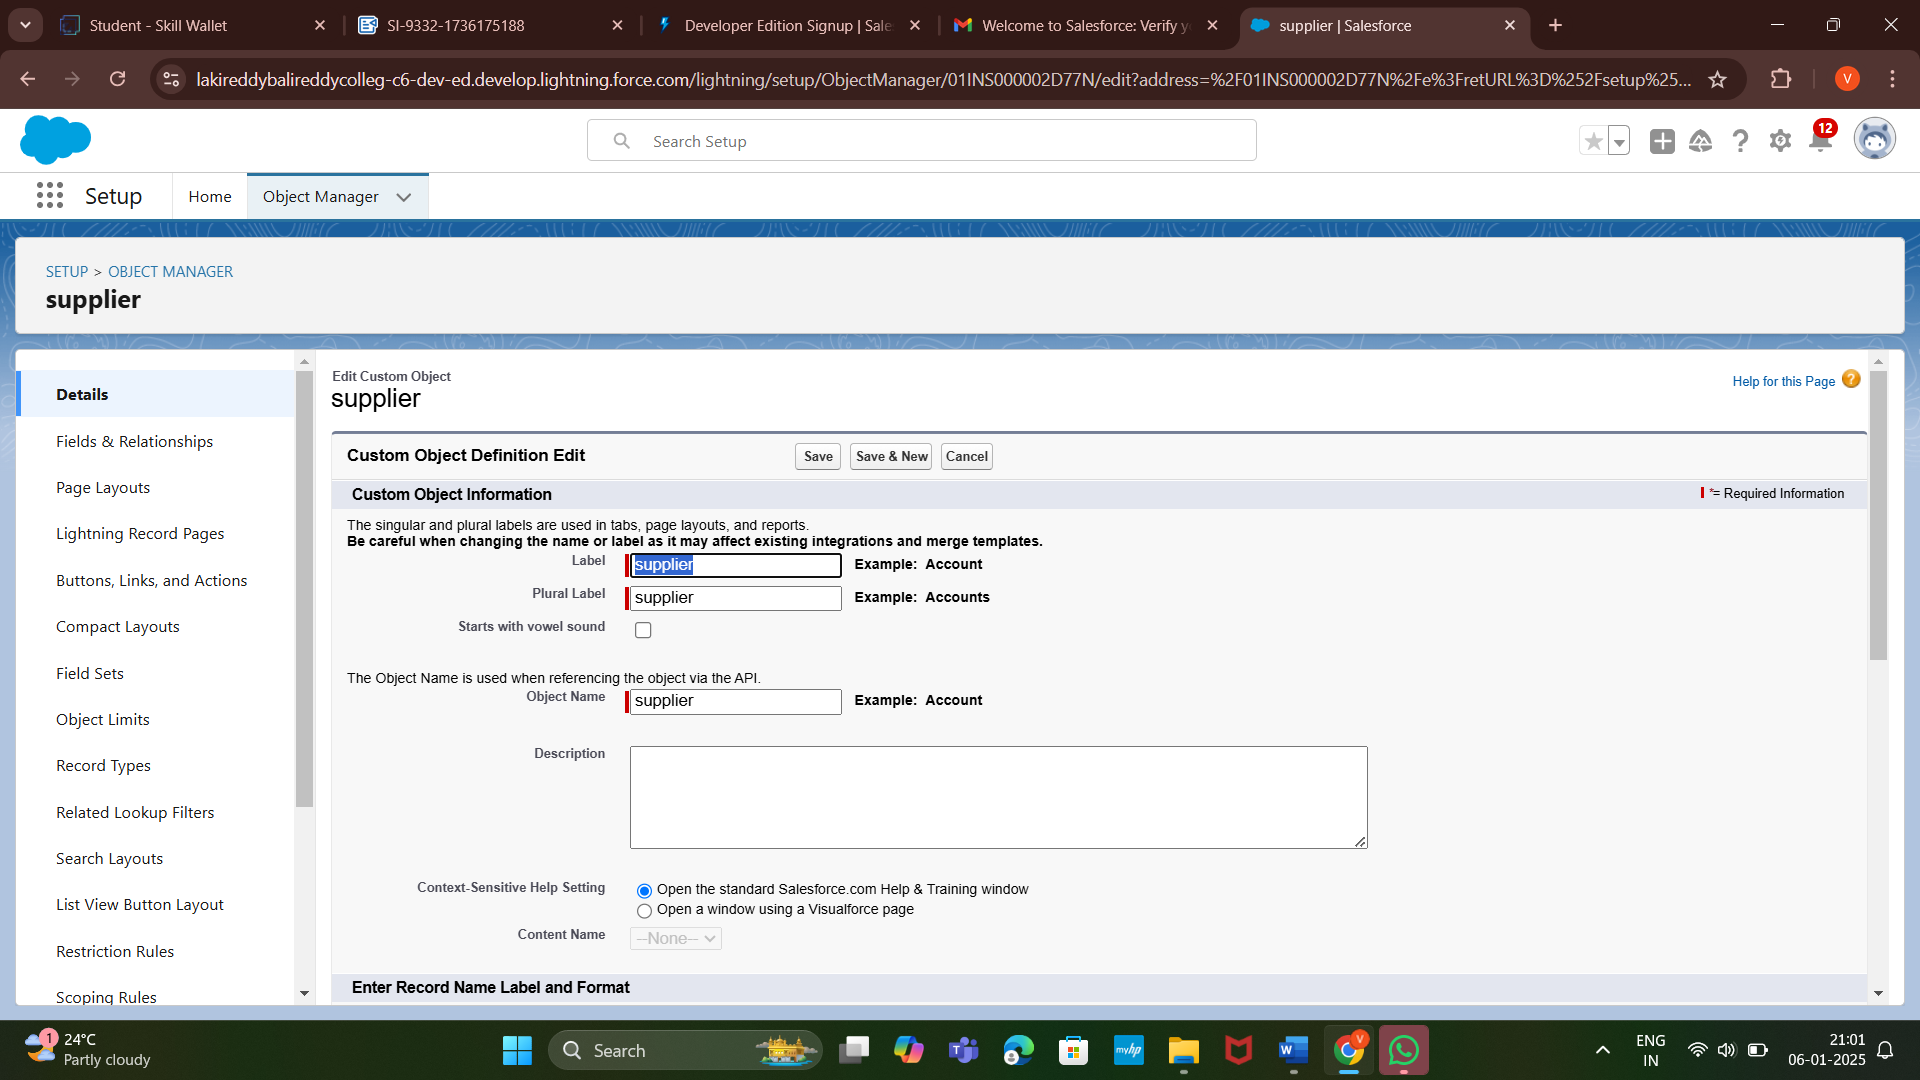 Student - Skill Wallet
SI-9332-1736175188
Developer Edition Signup | Sale
Welcome to Salesforce: Verify y
supplier | Salesforce
lakireddybalireddycolleg-c6-dev-ed.develop.lightning.force.com/lightning/setup/ObjectManager/01INS000002D77N/edit?address=%2F01INS000002D77N%2Fe%3FretURL%3D%252Fsetup%25...
V
Search Setup
12
Setup
Home
Object Manager
SETUP > OBJECT MANAGER
supplier
Details
Fields & Relationships
Page Layouts
Lightning Record Pages
Buttons, Links, and Actions
Compact Layouts
Field Sets
Object Limits
Record Types
Related Lookup Filters
Search Layouts
List View Button Layout
Restriction Rules
Scoping Rules
Edit Custom Object
supplier
Help for this Page ?
Custom Object Definition Edit
Save
Save & New
Cancel
Custom Object Information
*= Required Information
The singular and plural labels are used in tabs, page layouts, and reports.
Be careful when changing the name or label as it may affect existing integrations and merge templates.
Label supplier Example: Account
Plural Label supplier Example: Accounts
Starts with vowel sound
The Object Name is used when referencing the object via the API.
Object Name supplier Example: Account
Description
Context-Sensitive Help Setting Open the standard Salesforce.com Help & Training window
Open a window using a Visualforce page
Content Name --None--
Enter Record Name Label and Format
1
24°C
Partly cloudy
Search
myhp
W
V
ENG
IN
21:01
06-01-2025